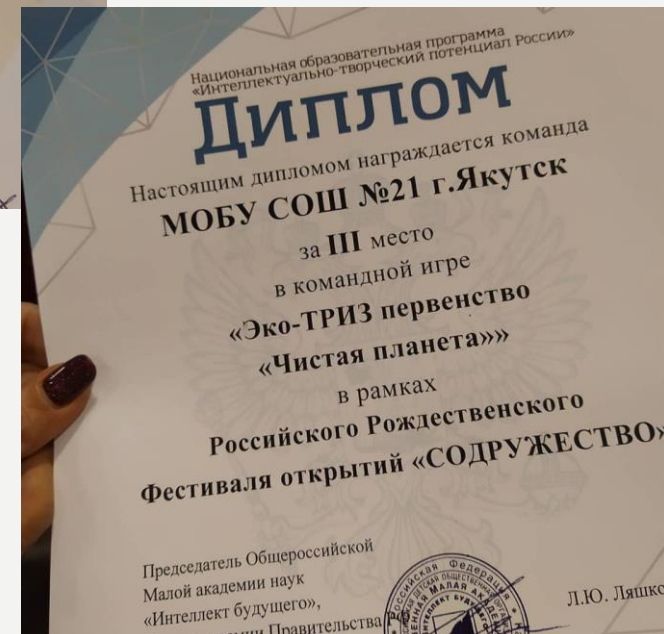 Национальная образовательная программа
«Интеллектуально-творческий потенциал России»
Диплом
Настоящим дипломом награждается команда
МОБУ СОШ №21 г.Якутск
за III место
в командной игре
«Эко-ТРИЗ первенство
«Чистая планета»»
в рамках
Российского Рождественского
Фестиваля открытий «СОДРУЖЕСТВО»
Председатель Общероссийской
Малой академии наук
«Интеллект будущего»,
Правительства
Л.Ю.